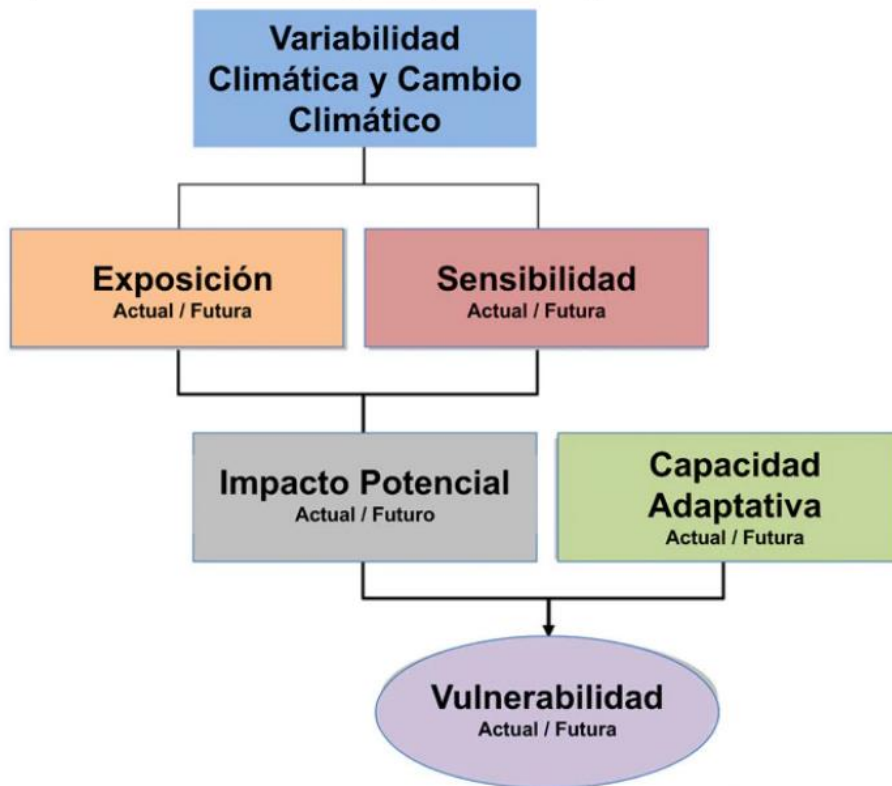 Variabilidad
Climática y Cambio
Climático
Exposición
Actual / Futura
Sensibilidad
Actual / Futura
Impacto Potencial
Actual / Futuro
Capacidad
Adaptativa
Actual / Futura
Vulnerabilidad
Actual / Futura